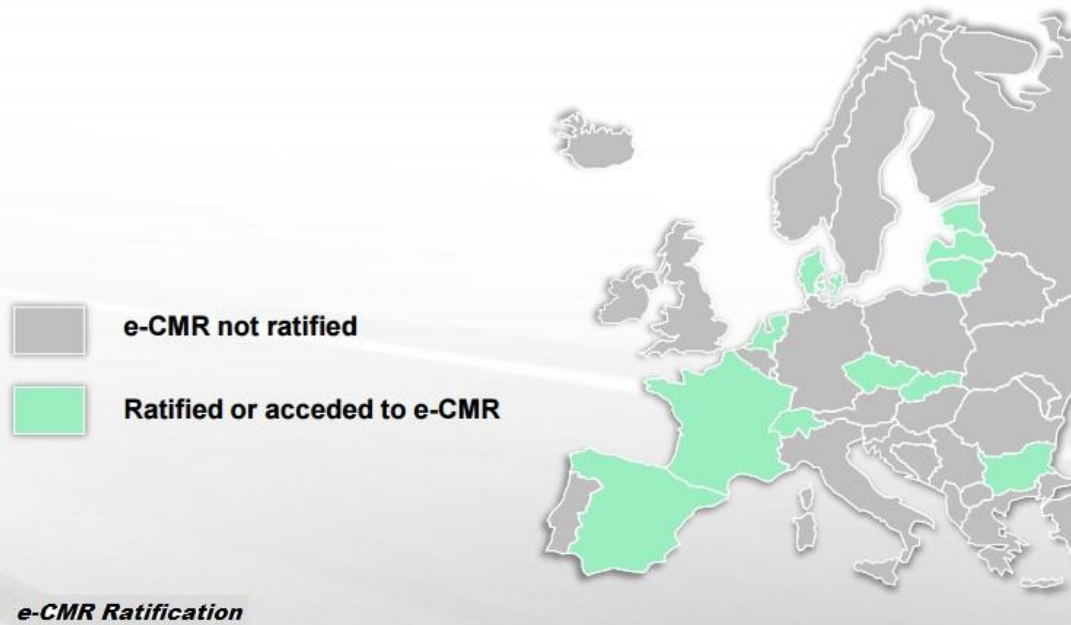 e-CMR not ratified
Ratified or acceded to e-CMR
e-CMR Ratification